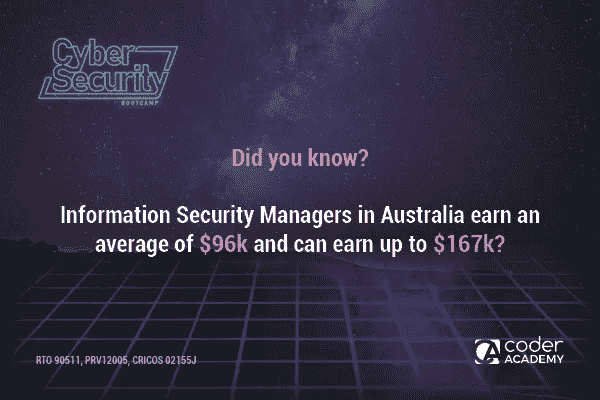 Cyber
Security
BOOTCAMP
Did you know?
Information Security Managers in Australia earn an
average of $96k and can earn up to $167k?
RTO 90511, PRV12005, CRICOS 02155J
coder
ACADEMY